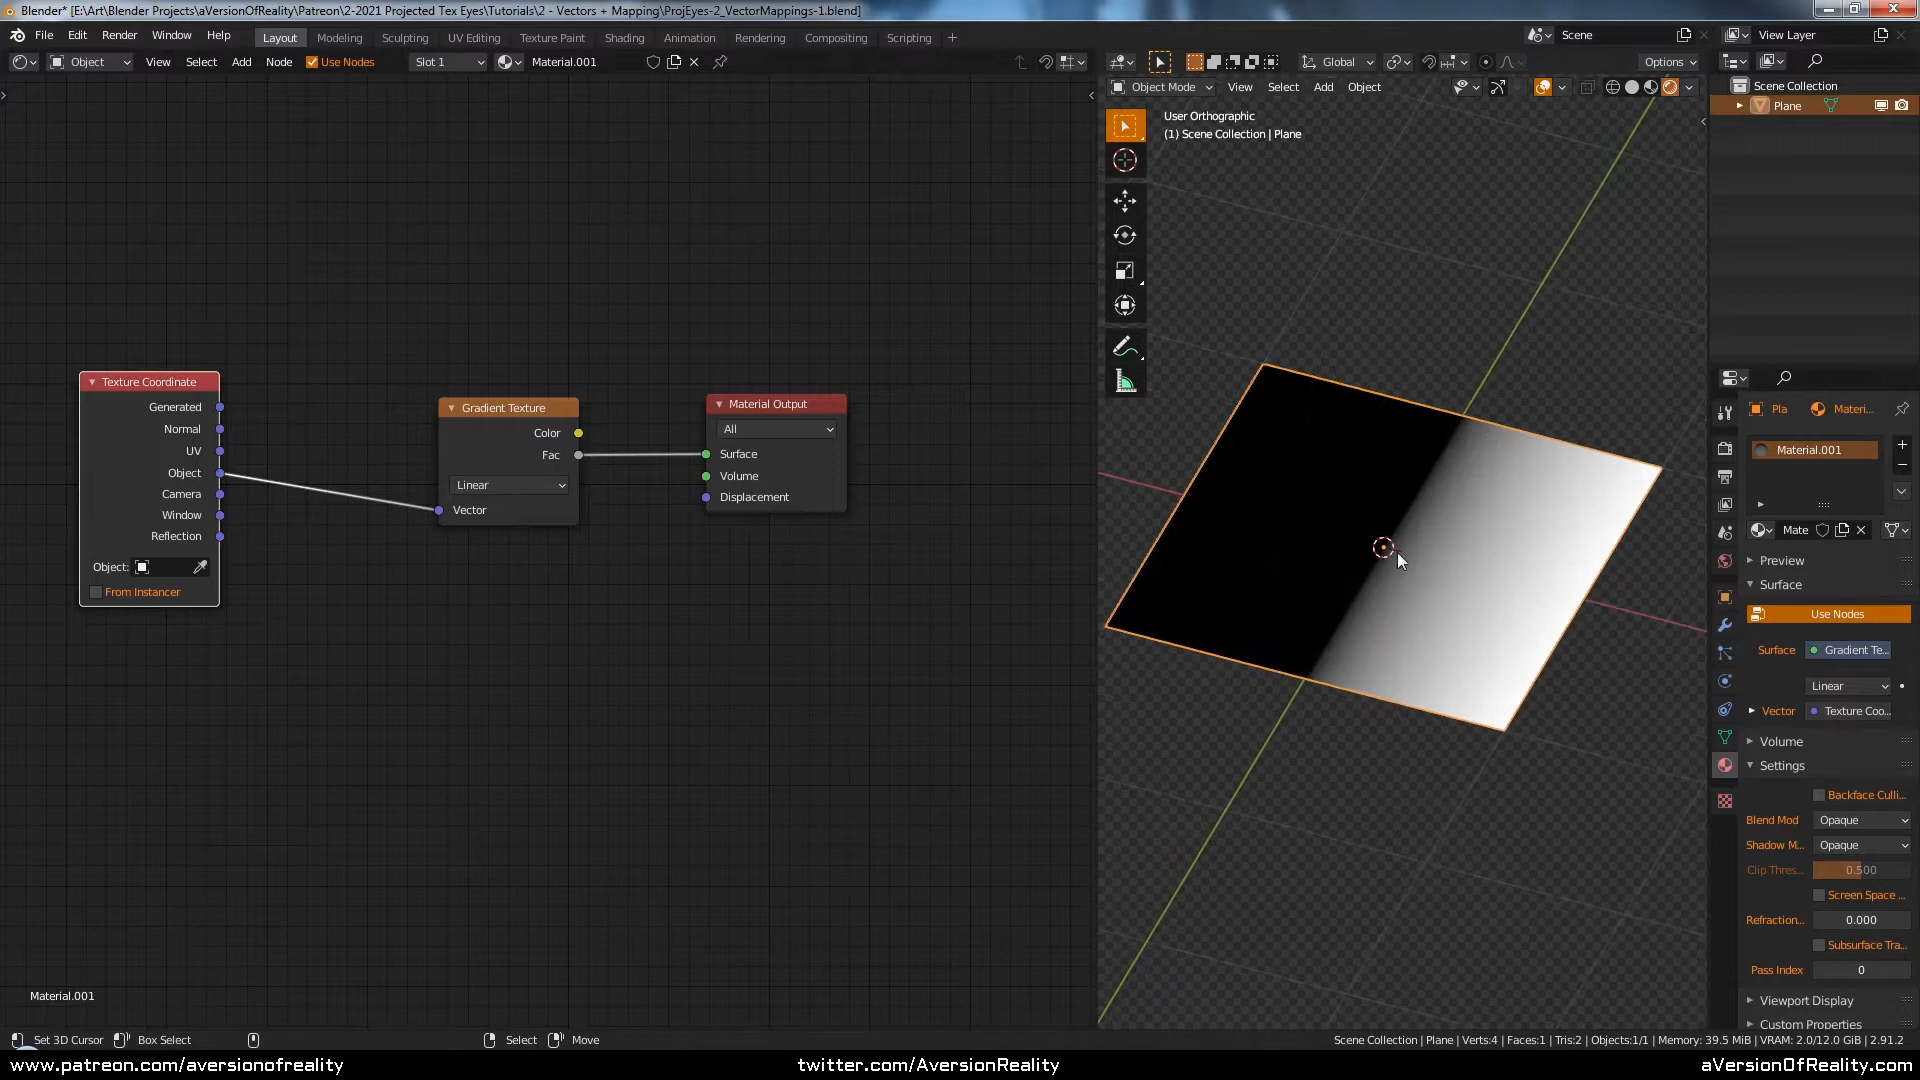 Blender* [E:\Art\Blender Projects\aVersionOfReality\Patreon\2-2021 Projected Tex Eyes\Tutorials\2 - Vectors + Mapping\ProjEyes-2_VectorMappings-1.blend]
File Edit Render Window Help Layout Modeling Sculpting UV Editing Texture Paint Shading Animation Rendering Compositing Scripting + Scene View Layer
Object View Select Add Node Use Nodes Slot 1 Material.001 Global Options
Object Mode View Select Add Object Scene Collection
Plane
User Orthographic
(1) Scene Collection | Plane
Texture Coordinate
Generated
Normal
UV
Object
Camera
Window
Reflection
Object:
From Instancer
Gradient Texture
Color
Fac
Linear
Vector
Material Output
All
Surface
Volume
Displacement
Pla Materi...
Material.001
Mate
Preview
Surface
Use Nodes
Surface Gradient Te...
Linear
Vector Texture Coo...
Volume
Settings
Backface Culli...
Blend Mod Opaque
Shadow M... Opaque
Clip Thres... 0.500
Screen Space ...
Refraction... 0.000
Subsurface Tra...
Pass Index 0
Viewport Display
Custom Properties
Material.001
Set 3D Cursor Box Select Select Move Scene Collection | Plane | Verts:4 | Faces:1 | Tris:2 | Objects:1/1 | Memory: 39.5 MiB | VRAM: 2.0/12.0 GiB | 2.91.2
www.patreon.com/aversionofreality twitter.com/AversionReality aVersionOfReality.com